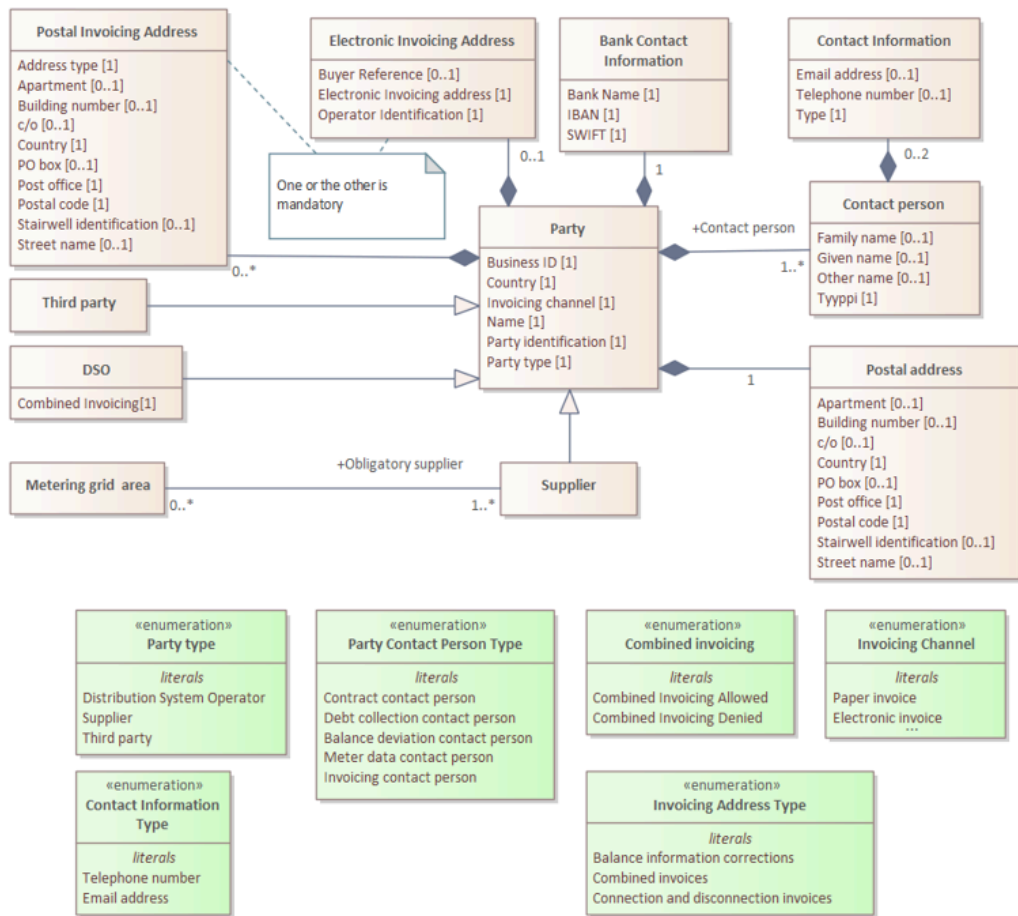 Postal Invoicing Address
Address type [1]
Apartment [0..1]
Building number [0..1]
c/o [0..1]
Country [1]
PO box [0..1]
Post office [1]
Postal code [1]
Stairwell identification [0..1]
Street name [0..1]
Electronic Invoicing Address
Buyer Reference [0..1]
Electronic Invoicing address [1]
Operator Identification [1]
Bank Contact
Information
Bank Name [1]
IBAN [1]
SWIFT [1]
Contact Information
Email address [0..1]
Telephone number [0..1]
Type [1]
One or the other is
mandatory
0..1
1
0..2
0..*
Party
Business ID [1]
Country [1]
Invoicing channel [1]
Name [1]
Party identification [1]
Party type [1]
+Contact person
1..*
Contact person
Family name [0..1]
Given name [0..1]
Other name [0..1]
Tyyppi [1]
Third party
DSO
Combined Invoicing[1]
1
Postal address
Apartment [0..1]
Building number [0..1]
c/o [0..1]
Country [1]
PO box [0..1]
Post office [1]
Postal code [1]
Stairwell identification [0..1]
Street name [0..1]
Metering grid area
0..*
+Obligatory supplier
1..*
Supplier
«enumeration»
Party type
literals
Distribution System Operator
Supplier
Third party
«enumeration»
Party Contact Person Type
literals
Contract contact person
Debt collection contact person
Balance deviation contact person
Meter data contact person
Invoicing contact person
«enumeration»
Combined invoicing
literals
Combined Invoicing Allowed
Combined Invoicing Denied
«enumeration»
Invoicing Channel
literals
Paper invoice
Electronic invoice
...
«enumeration»
Contact Information
Type
literals
Telephone number
Email address
«enumeration»
Invoicing Address Type
literals
Balance information corrections
Combined invoices
Connection and disconnection invoices